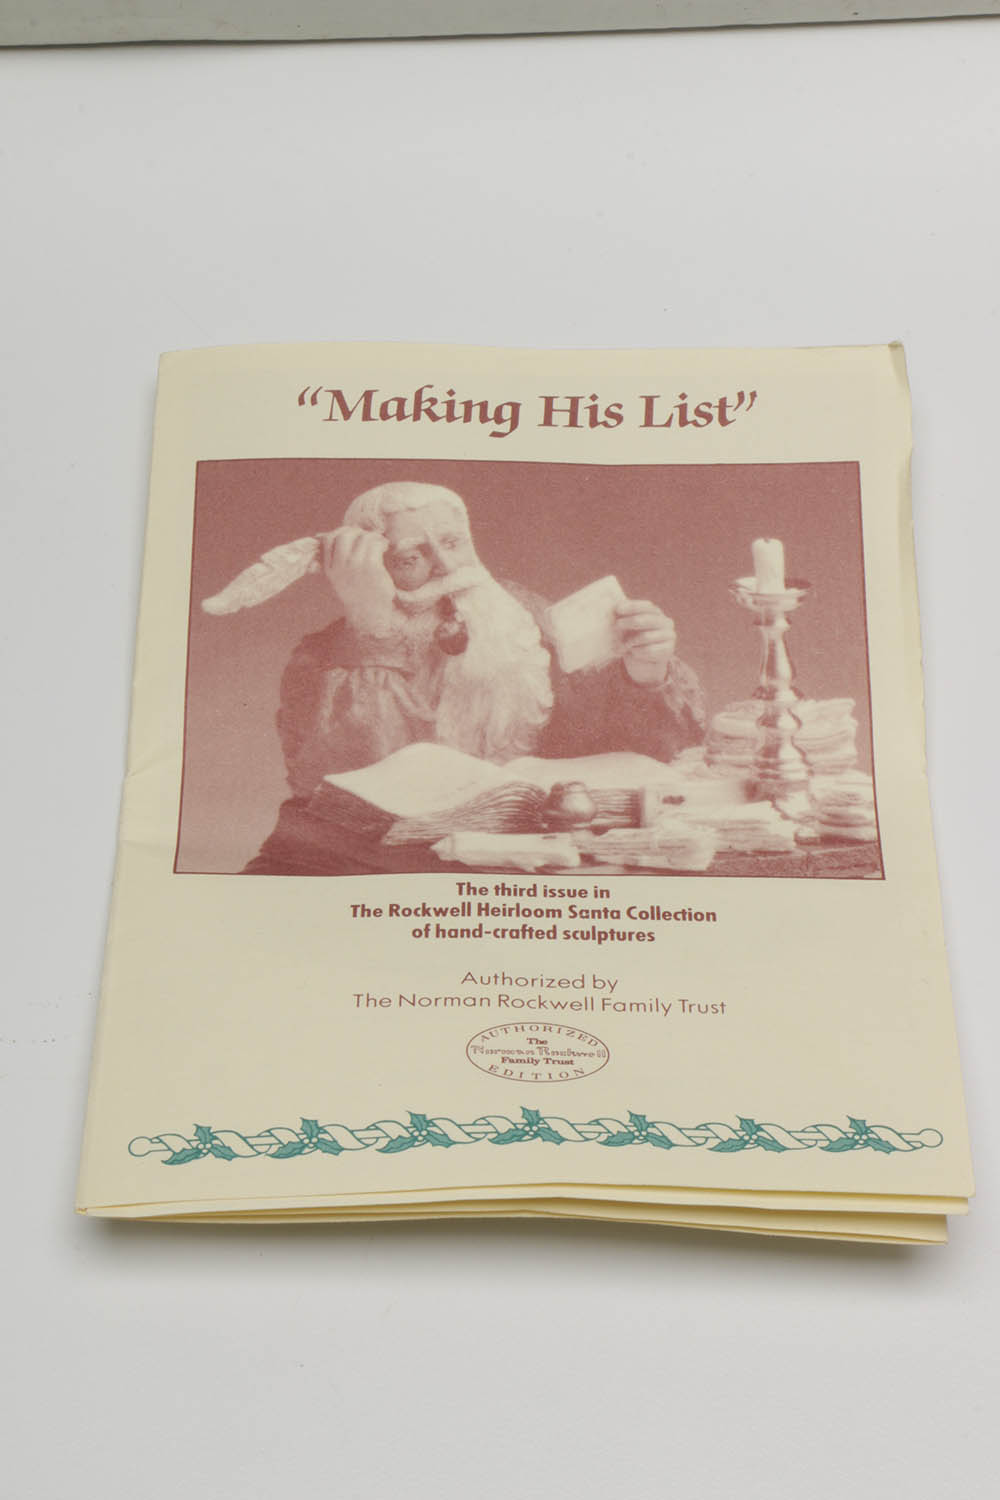 "Making His List"
The third issue in
The Rockwell Heirloom Santa Collection
of hand-crafted sculptures
Authorized by
The Norman Rockwell Family Trust
AUTHORIZED
The
Norman Rockwell
Family Trust
EDITION